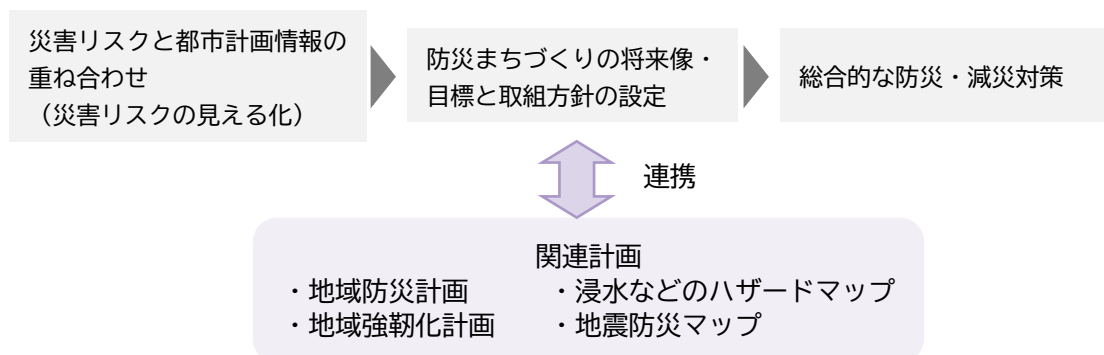 災害リスクと都市計画情報の
重ね合わせ
（災害リスクの見える化）
防災まちづくりの将来像・
目標と取組方針の設定
総合的な防災・減災対策
連携
関連計画
・地域防災計画
・浸水などのハザードマップ
・地域強靭化計画
・地震防災マップ